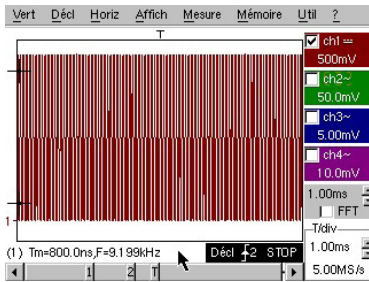 Vert Décl Horiz Affich Mesure Mémoire Util ?
T
ch1
500mV
ch2~
50.0mV
ch3~
5.00mV
ch4~
10.0mV
1.00ms
FFT
T/div
1.00ms
5.00MS/s
1-
(1) Tm=800.0ns,F=9.199kHz
Décl 2 STOP
1 2 T